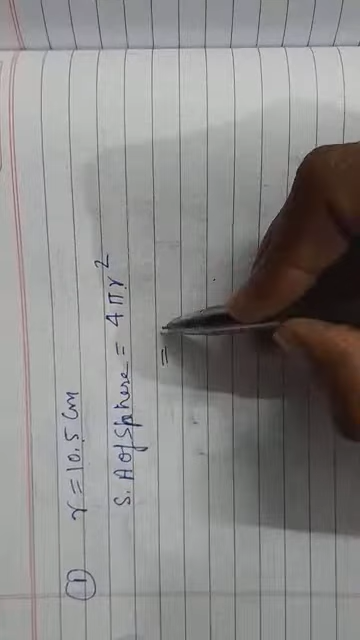 ① r = 10.5 cm
S. A of Sphere = 4πr²
=